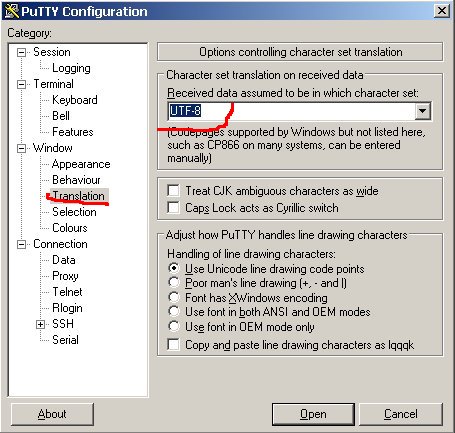 PuTTY Configuration
Category:
Session
Logging
Terminal
Keyboard
Bell
Features
Window
Appearance
Behaviour
Translation
Selection
Colours
Connection
Data
Proxy
Telnet
Rlogin
SSH
Serial
Options controlling character set translation
Character set translation on received data
Received data assumed to be in which character set:
UTF-8
(Codepages supported by Windows but not listed here,
such as CP866 on many systems, can be entered
manually)
Treat CJK ambiguous characters as wide
Caps Lock acts as Cyrillic switch
Adjust how PuTTY handles line drawing characters
Handling of line drawing characters:
Use Unicode line drawing code points
Poor man's line drawing (+, - and |)
Font has XWindows encoding
Use font in both ANSI and OEM modes
Use font in OEM mode only
Copy and paste line drawing characters as lqqqk
About
Open
Cancel